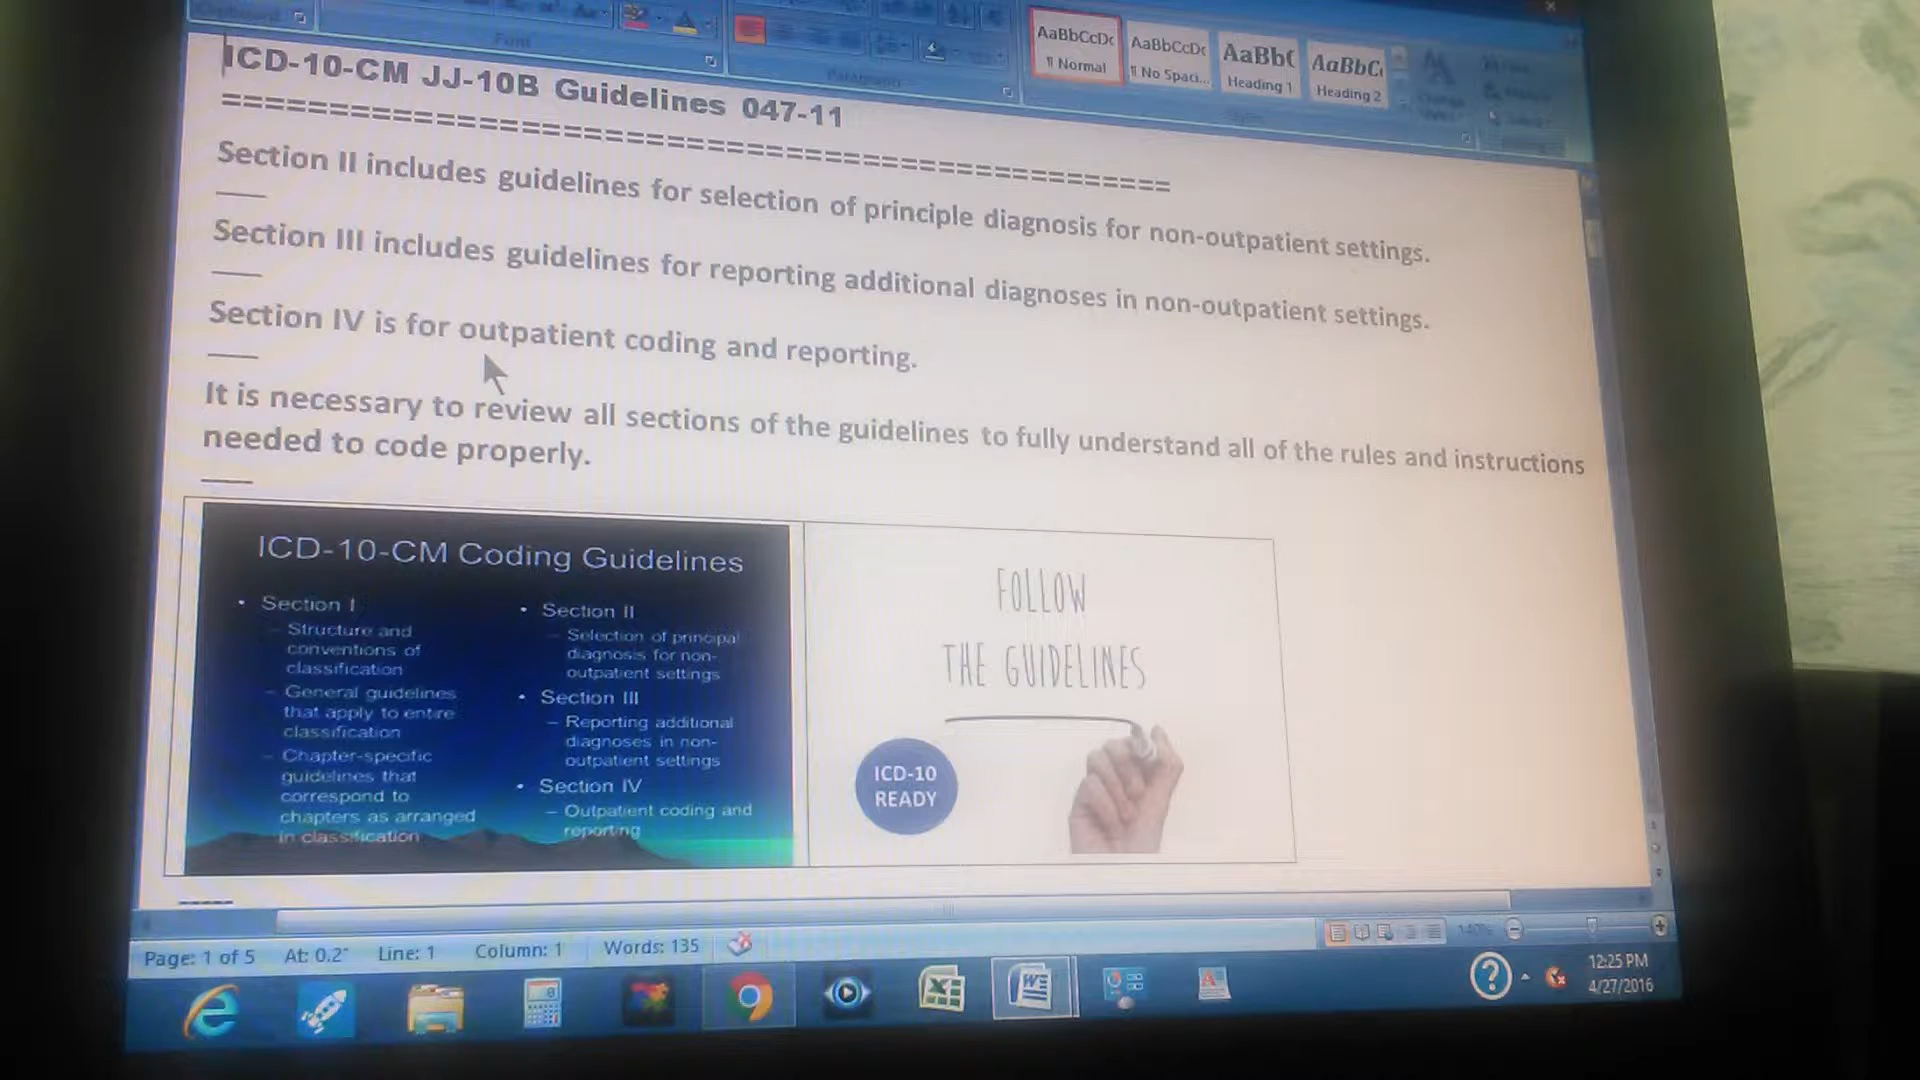 AaBbCcDc
AaBbCcDc
AaBb(
AaBbC
¶ Normal
¶ No Spaci...
Heading 1
Heading 2
Font
Paragraph
ICD-10-CM JJ-10B Guidelines 047-11
====================================================
Section II includes guidelines for selection of principle diagnosis for non-outpatient settings.
Section III includes guidelines for reporting additional diagnoses in non-outpatient settings.
Section IV is for outpatient coding and reporting.
It is necessary to review all sections of the guidelines to fully understand all of the rules and instructions
needed to code properly.
ICD-10-CM Coding Guidelines
• Section I
– Structure and
conventions of
classification
– General guidelines
that apply to entire
classification
– Chapter-specific
guidelines that
correspond to
chapters as arranged
in classification
• Section II
– Selection of principal
diagnosis for non-
outpatient settings
• Section III
– Reporting additional
diagnoses in non-
outpatient settings
• Section IV
– Outpatient coding and
reporting
FOLLOW
THE GUIDELINES
ICD-10
READY
Page: 1 of 5 At: 0.2" Line: 1 Column: 1 Words: 135
140%
12:25 PM
4/27/2016